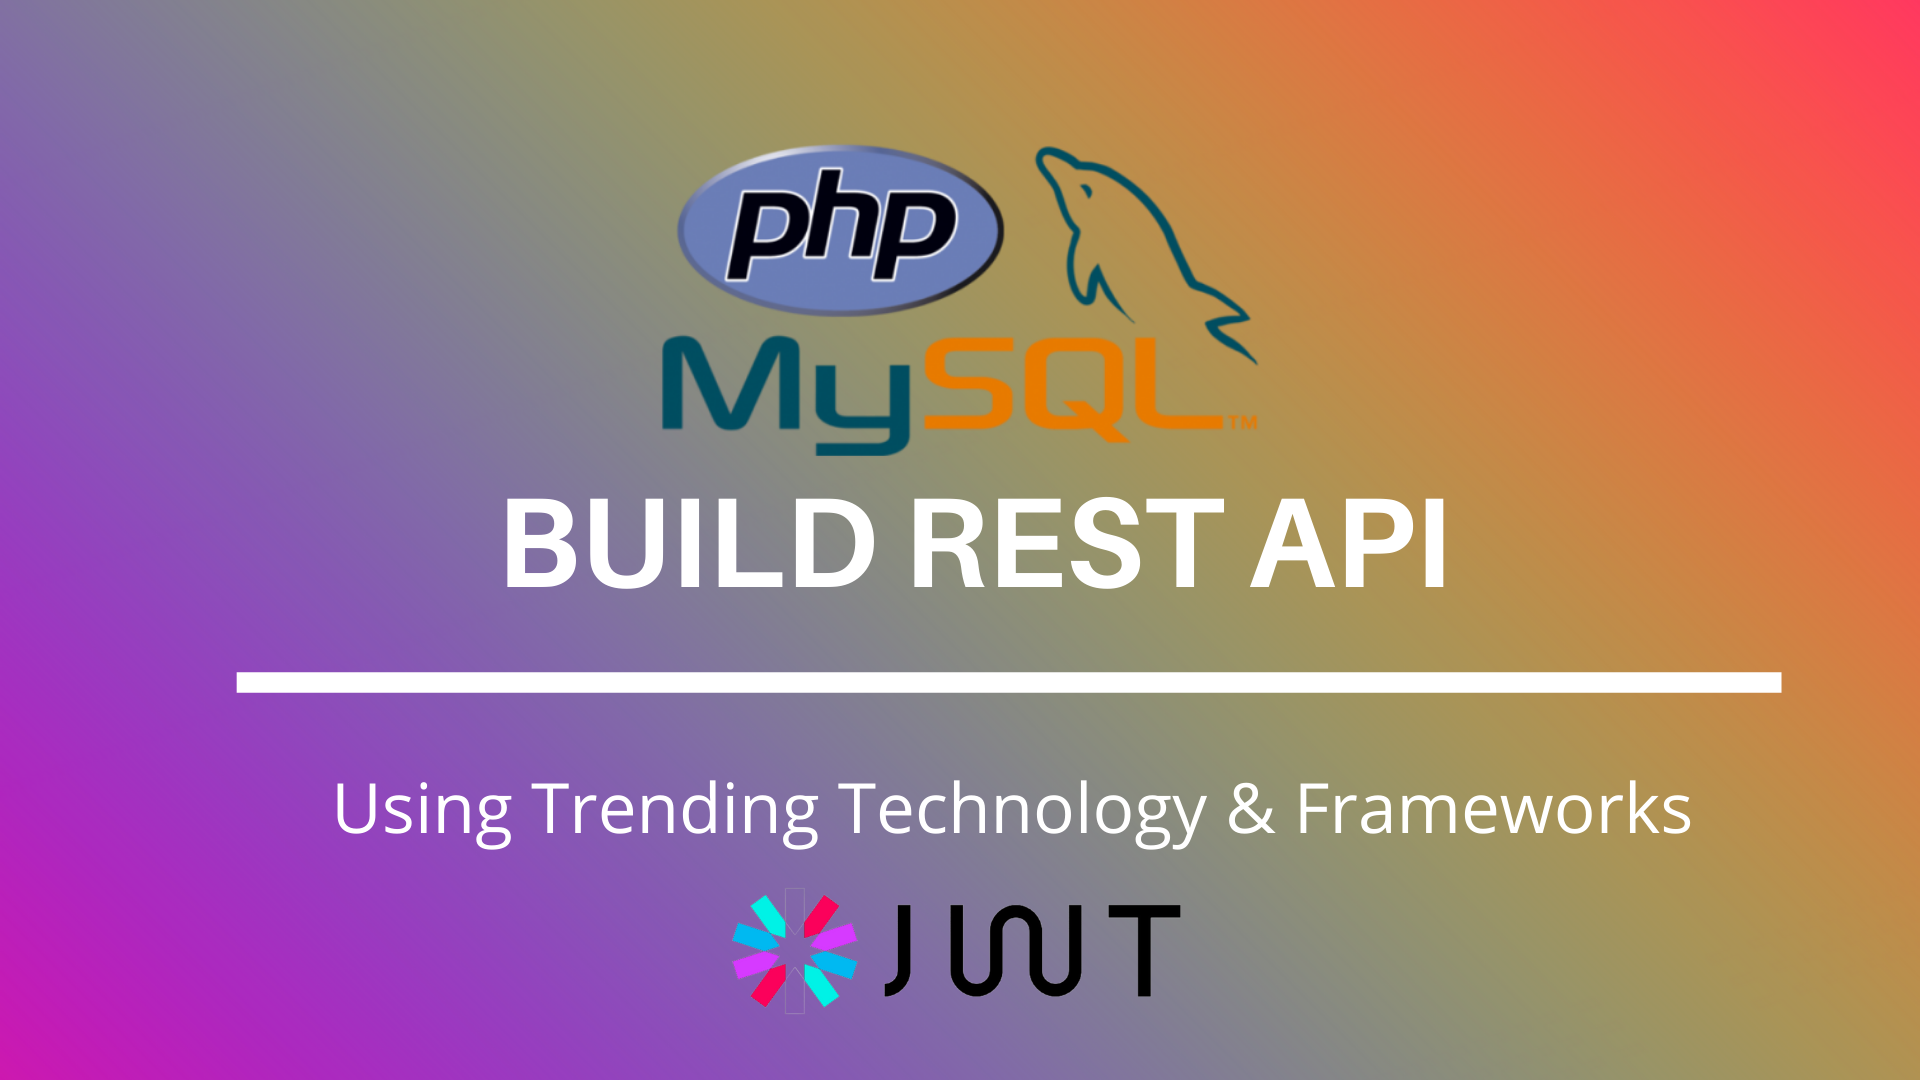 php
MySQL™
BUILD REST API
Using Trending Technology & Frameworks
JWT